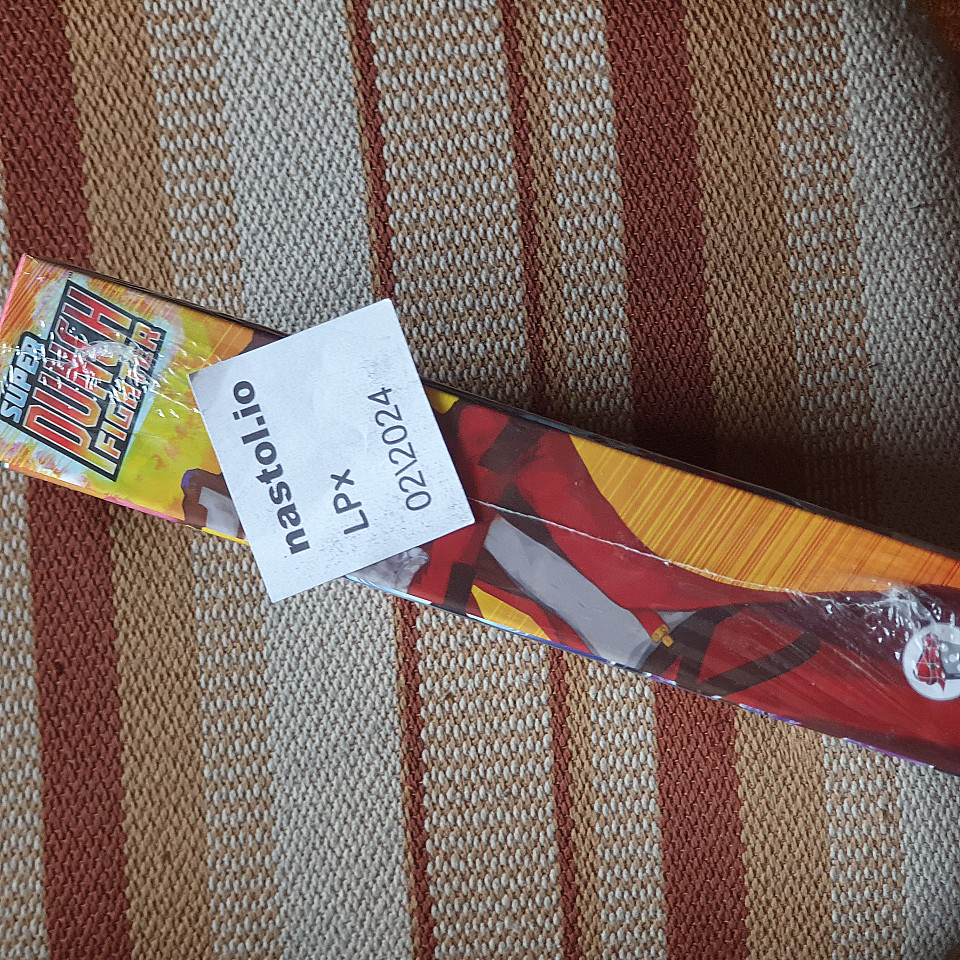 SUPER
PUNCH
FIGHTER
nastol.io
LPx
02\2024